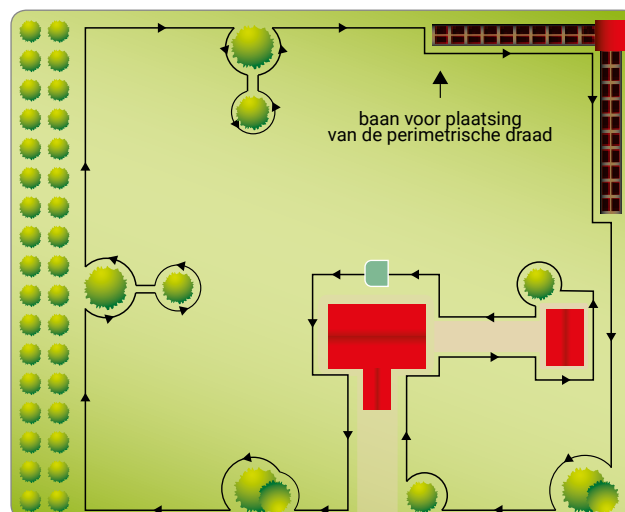 baan voor plaatsing
van de perimetrische draad